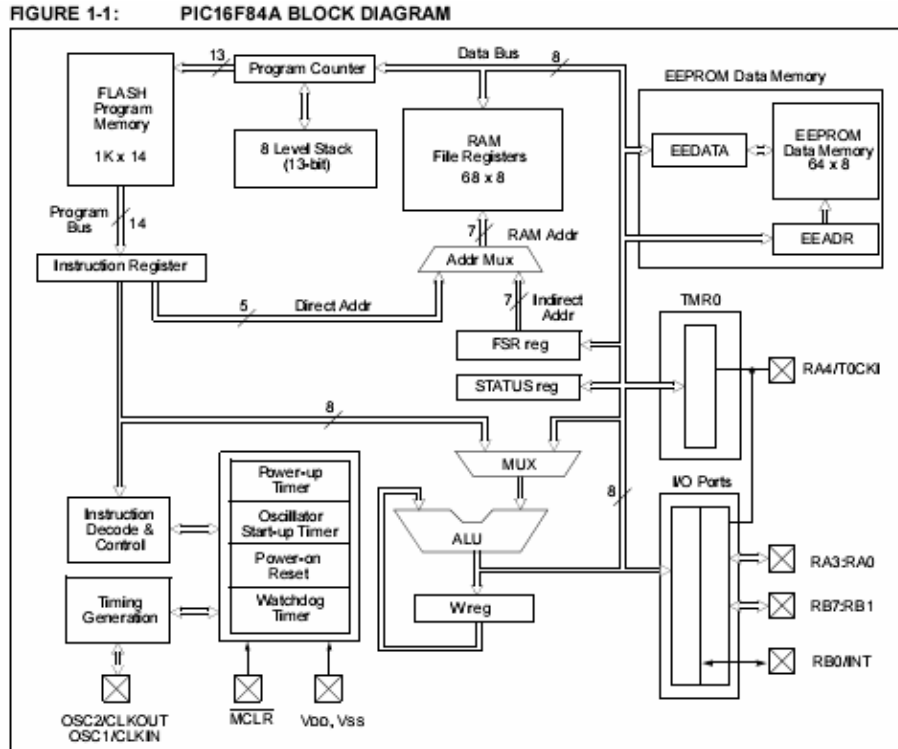 FIGURE 1-1: PIC16F84A BLOCK DIAGRAM
13
Data Bus
8
FLASH
Program
Memory
1K x 14
Program Counter
8 Level Stack
(13-bit)
RAM
File Registers
68 x 8
EEPROM Data Memory
EEDATA
EEPROM
Data Memory
64 x 8
EEADR
Program
Bus
14
7
RAM Addr
Addr Mux
Instruction Register
5
Direct Addr
7
Indirect
Addr
FSR reg
STATUS reg
TMR0
RA4/T0CKI
8
MUX
Power-up
Timer
Oscillator
Start-up Timer
Power-on
Reset
Watchdog
Timer
Instruction
Decode &
Control
Timing
Generation
ALU
8
W reg
I/O Ports
RA3:RA0
RB7:RB1
RB0/INT
OSC2/CLKOUT
OSC1/CLKIN
MCLR
VDD, VSS